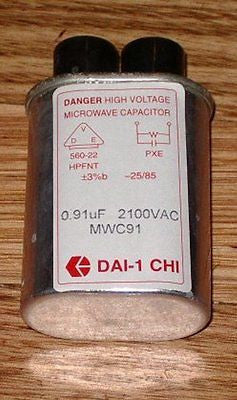 DANGER HIGH VOLTAGE
MICROWAVE CAPACITOR
V
D E
560-22
HPFNT
PXE
±3%b -25/85
0.91uF 2100VAC
MWC91
DAI-1 CHI